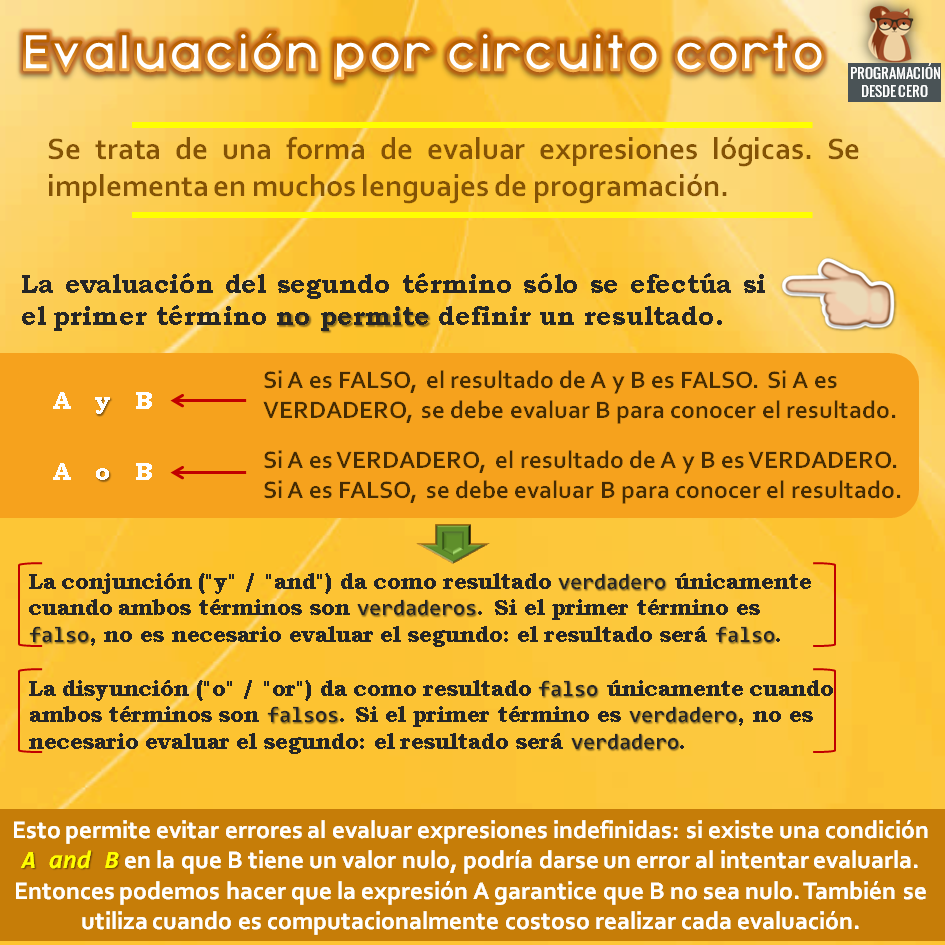 Evaluación por circuito corto
PROGRAMACIÓN
DESDE CERO
Se trata de una forma de evaluar expresiones lógicas. Se
implementa en muchos lenguajes de programación.
La evaluación del segundo término sólo se efectúa si
el primer término no permite definir un resultado.
A y B
Si A es FALSO, el resultado de A y B es FALSO. Si A es
VERDADERO, se debe evaluar B para conocer el resultado.
A o B
Si A es VERDADERO, el resultado de A y B es VERDADERO.
Si A es FALSO, se debe evaluar B para conocer el resultado.
La conjunción ("y" / "and") da como resultado verdadero únicamente
cuando ambos términos son verdaderos. Si el primer término es
falso, no es necesario evaluar el segundo: el resultado será falso.
La disyunción ("o" / "or") da como resultado falso únicamente cuando
ambos términos son falsos. Si el primer término es verdadero, no es
necesario evaluar el segundo: el resultado será verdadero.
Esto permite evitar errores al evaluar expresiones indefinidas: si existe una condición
A and B en la que B tiene un valor nulo, podría darse un error al intentar evaluarla.
Entonces podemos hacer que la expresión A garantice que B no sea nulo. También se
utiliza cuando es computacionalmente costoso realizar cada evaluación.